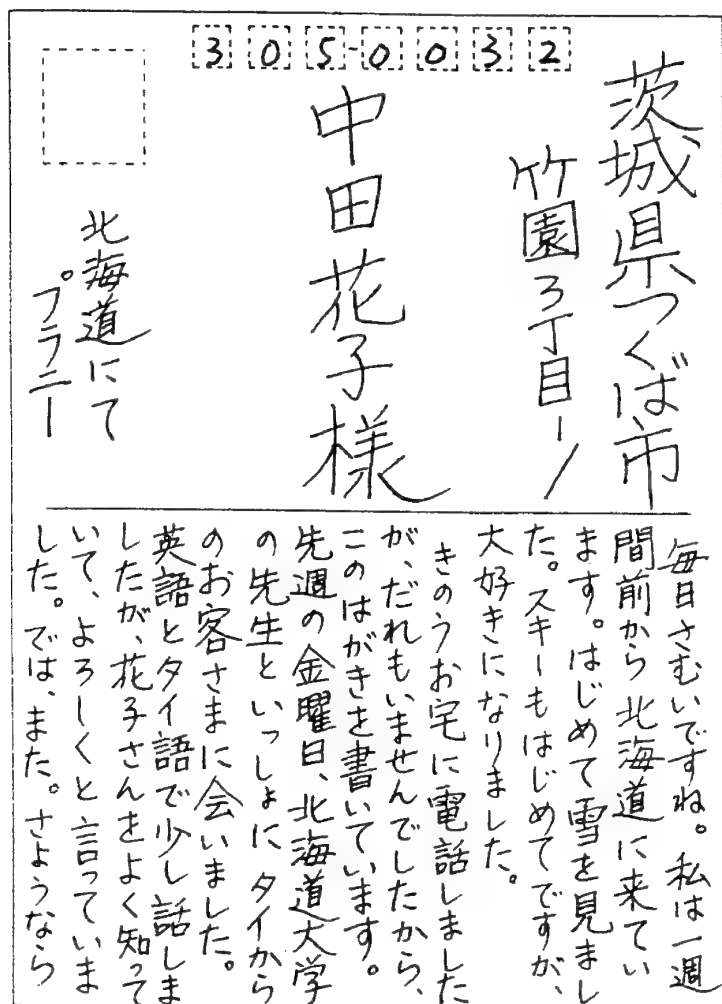 305-0032
茨城県つくば市
竹園3丁目ー1
中田花子様
北海道にて
プラニー
毎日さむいですね。私は一週
間前から北海道に来てい
ます。はじめて雪を見まし
た。スキーもはじめてですが、
大好きになりました。
きのうお宅に電話しました
が、だれもいませんでしたから、
このはがきを書いています。
先週の金曜日、北海道大学
の先生といっしょにタイから
のお客さまに会いました。
英語とタイ語で少し話しま
したが、花子さんをよく知って
いて、よろしくと言っていま
した。では、また。さようなら